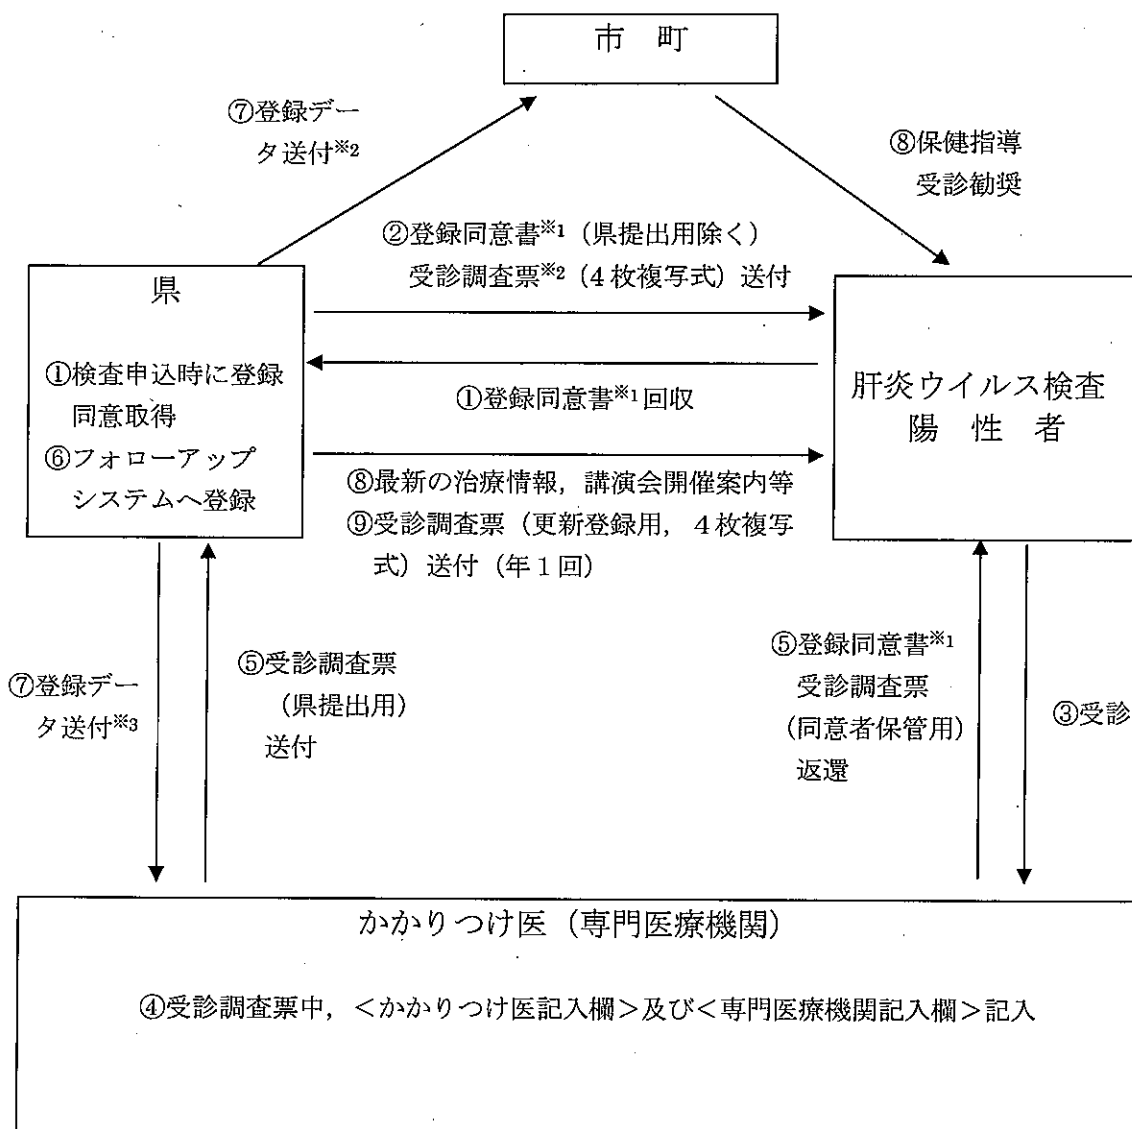 市 町
⑦登録デー
タ送付※2
⑧保健指導
受診勧奨
②登録同意書※1（県提出用除く）
受診調査票※2（4枚複写式）送付
県
①検査申込時に登録
同意取得
⑥フォローアップ
システムへ登録
①登録同意書※1回収
肝炎ウイルス検査
陽 性 者
⑧最新の治療情報，講演会開催案内等
⑨受診調査票（更新登録用，4枚複写
式）送付（年1回）
⑦登録デー
タ送付※3
⑤受診調査票
（県提出用）
送付
⑤登録同意書※1
受診調査票
（同意者保管用）
返還
③受診
かかりつけ医（専門医療機関）
④受診調査票中，＜かかりつけ医記入欄＞及び＜専門医療機関記入欄＞記入